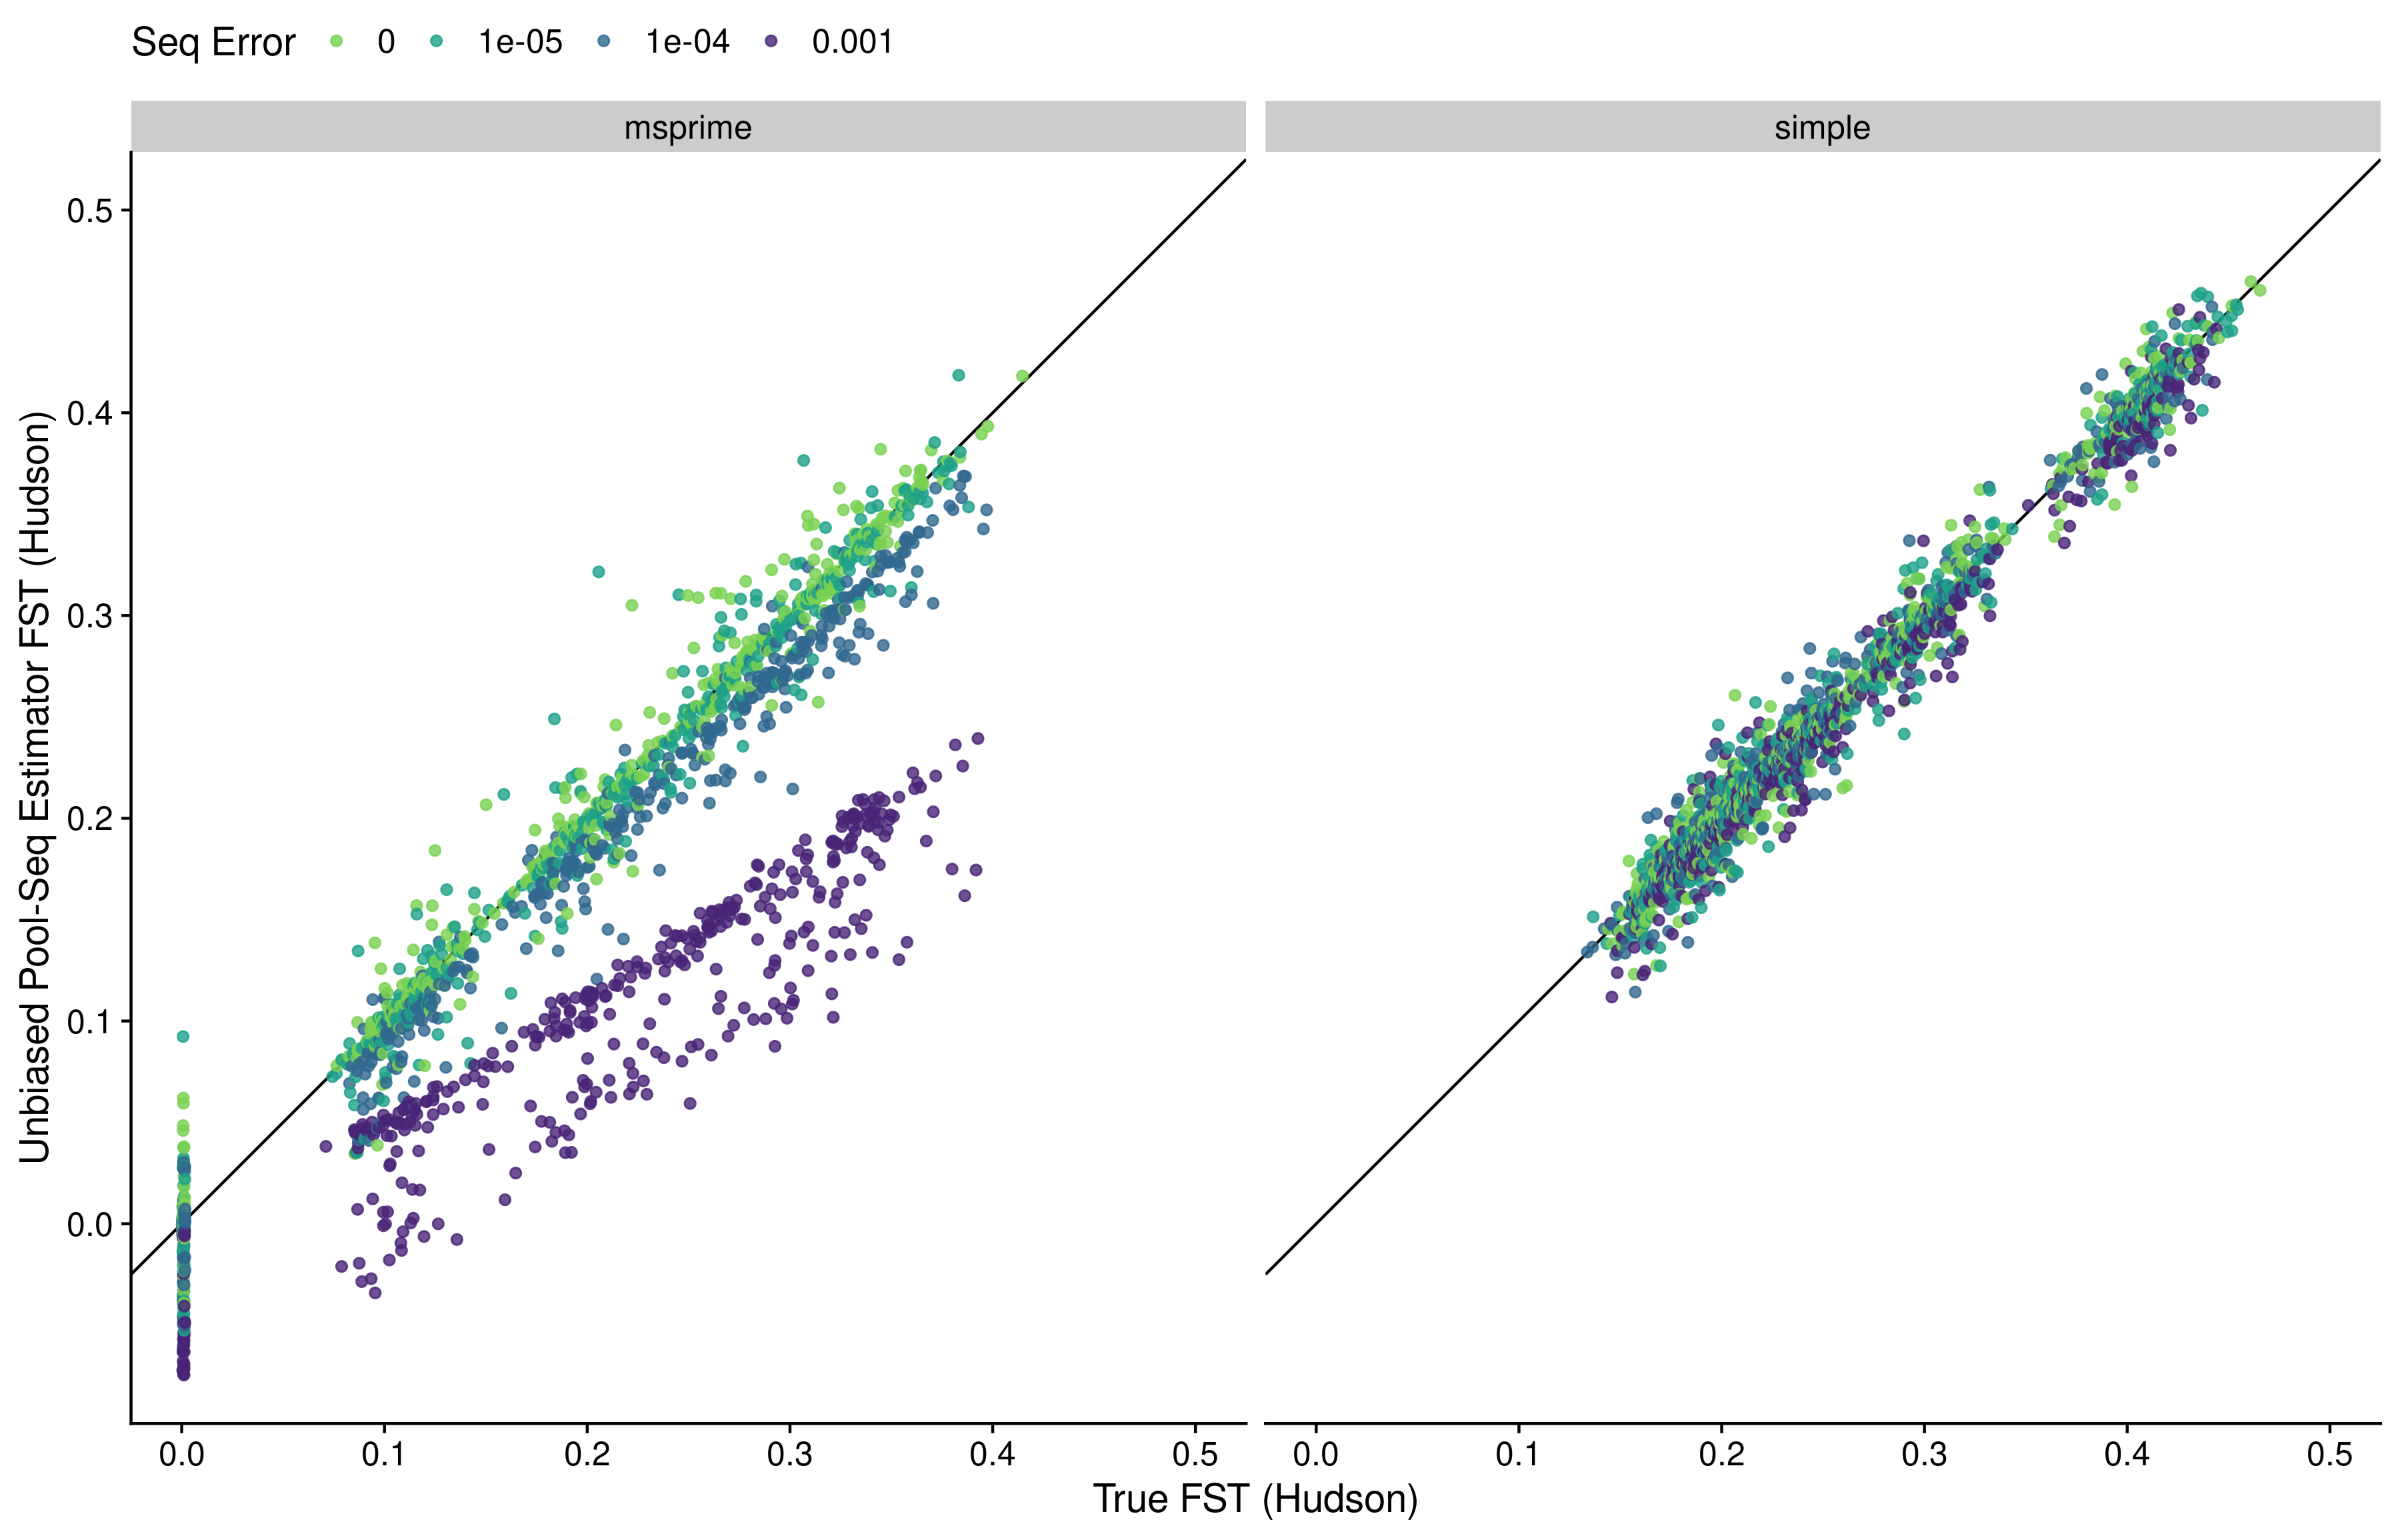 Seq Error 0 1e-05 1e-04 0.001
msprime simple
Unbiased Pool-Seq Estimator FST (Hudson)
0.5
0.4
0.3
0.2
0.1
0.0
0.0 0.1 0.2 0.3 0.4 0.5 0.0 0.1 0.2 0.3 0.4 0.5
True FST (Hudson)